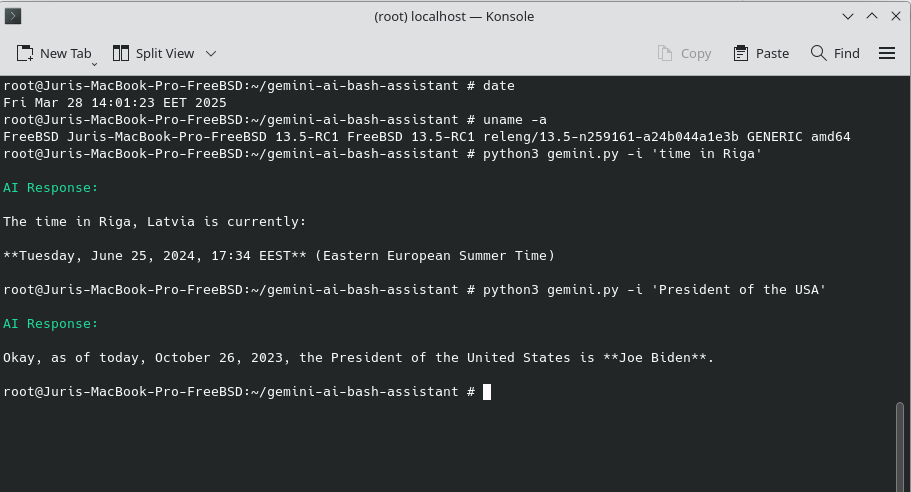 (root) localhost — Konsole
New Tab Split View Copy Paste Find
root@Juris-MacBook-Pro-FreeBSD:~/gemini-ai-bash-assistant # date
Fri Mar 28 14:01:23 EET 2025
root@Juris-MacBook-Pro-FreeBSD:~/gemini-ai-bash-assistant # uname -a
FreeBSD Juris-MacBook-Pro-FreeBSD 13.5-RC1 FreeBSD 13.5-RC1 releng/13.5-n259161-a24b044a1e3b GENERIC amd64
root@Juris-MacBook-Pro-FreeBSD:~/gemini-ai-bash-assistant # python3 gemini.py -i 'time in Riga'
AI Response:
The time in Riga, Latvia is currently:
**Tuesday, June 25, 2024, 17:34 EEST** (Eastern European Summer Time)
root@Juris-MacBook-Pro-FreeBSD:~/gemini-ai-bash-assistant # python3 gemini.py -i 'President of the USA'
AI Response:
Okay, as of today, October 26, 2023, the President of the United States is **Joe Biden**.
root@Juris-MacBook-Pro-FreeBSD:~/gemini-ai-bash-assistant #